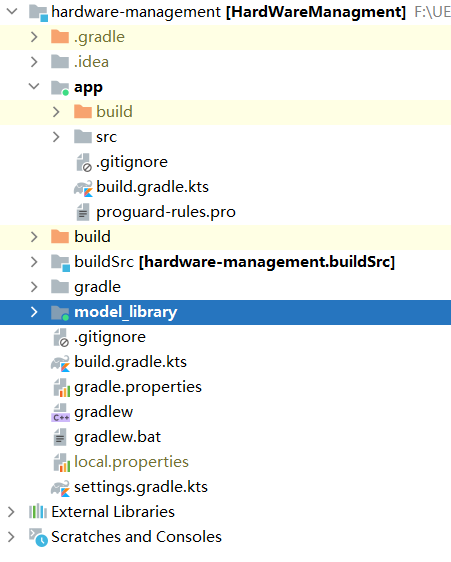 hardware-management [HardWareManagment] F:\UE
.gradle
.idea
app
build
src
.gitignore
build.gradle.kts
proguard-rules.pro
build
buildSrc [hardware-management.buildSrc]
gradle
model_library
.gitignore
build.gradle.kts
gradle.properties
C++ gradlew
gradlew.bat
local.properties
settings.gradle.kts
External Libraries
Scratches and Consoles